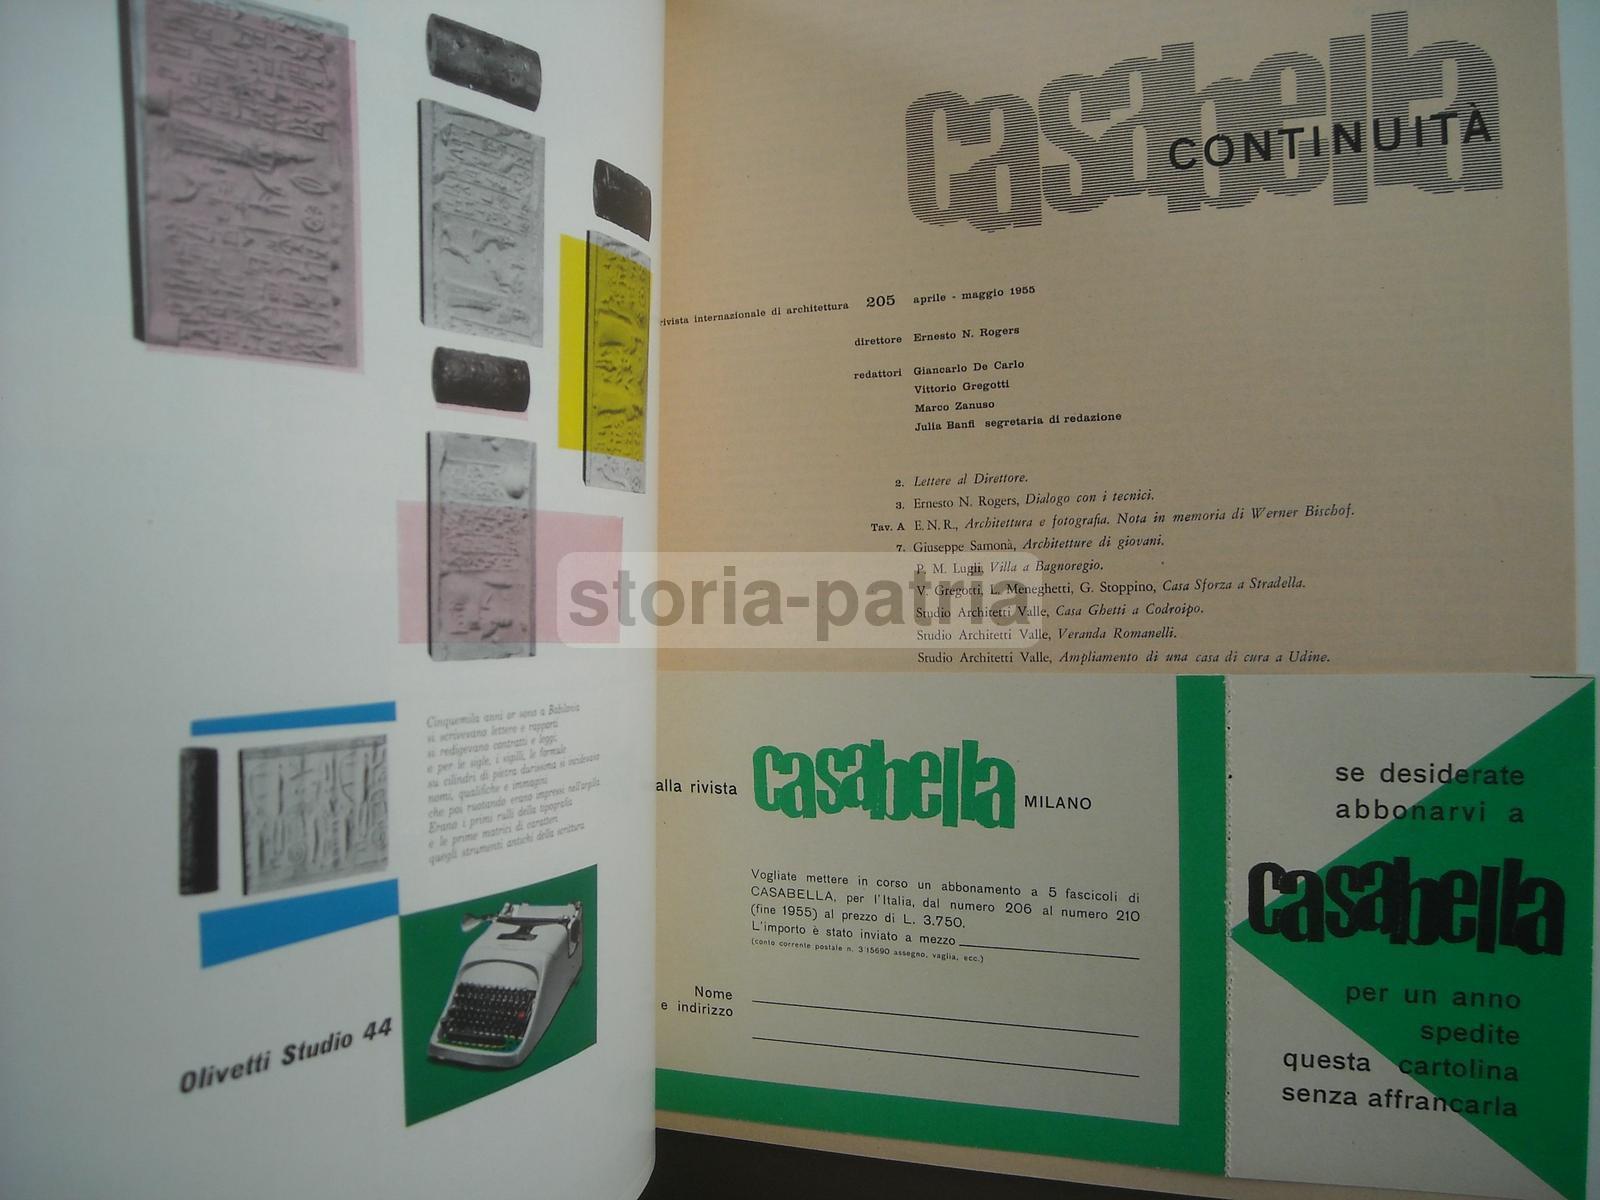 Cinquemila anni or sono a Babilonia
si scrivevano lettere e rapporti
si redigevano contratti e leggi;
e per le sigle, i sigilli, le formule
su cilindri di pietra durissima si incidevano
nomi, qualifiche e immagini
che poi ruotando erano impressi nell'argilla
Erano i primi rulli della tipografia
e le prime matrici di caratteri
quegli strumenti antichi della scrittura
Olivetti Studio 44
casabella
CONTINUITÀ
rivista internazionale di architettura 205 aprile - maggio 1955
direttore Ernesto N. Rogers
redattori Giancarlo De Carlo
Vittorio Gregotti
Marco Zanuso
Julia Banfi segretaria di redazione
2. Lettere al Direttore.
3. Ernesto N. Rogers, Dialogo con i tecnici.
Tav. A E. N. R., Architettura e fotografia. Nota in memoria di Werner Bischof.
7. Giuseppe Samonà, Architetture di giovani.
P. M. Lugli, Villa a Bagnoregio.
V. Gregotti, L. Meneghetti, G. Stoppino, Casa Sforza a Stradella.
Studio Architetti Valle, Casa Ghetti a Codroipo.
Studio Architetti Valle, Veranda Romanelli.
Studio Architetti Valle, Ampliamento di una casa di cura a Udine.
storia-patria
alla rivista casabella MILANO
Vogliate mettere in corso un abbonamento a 5 fascicoli di
CASABELLA, per l'Italia, dal numero 206 al numero 210
(fine 1955) al prezzo di L. 3.750.
L'importo è stato inviato a mezzo
(conto corrente postale n. 3/15690 assegno, vaglia, ecc.)
Nome
e indirizzo
se desiderate
abbonarvi a
casabella
per un anno
spedite
questa cartolina
senza affrancarla